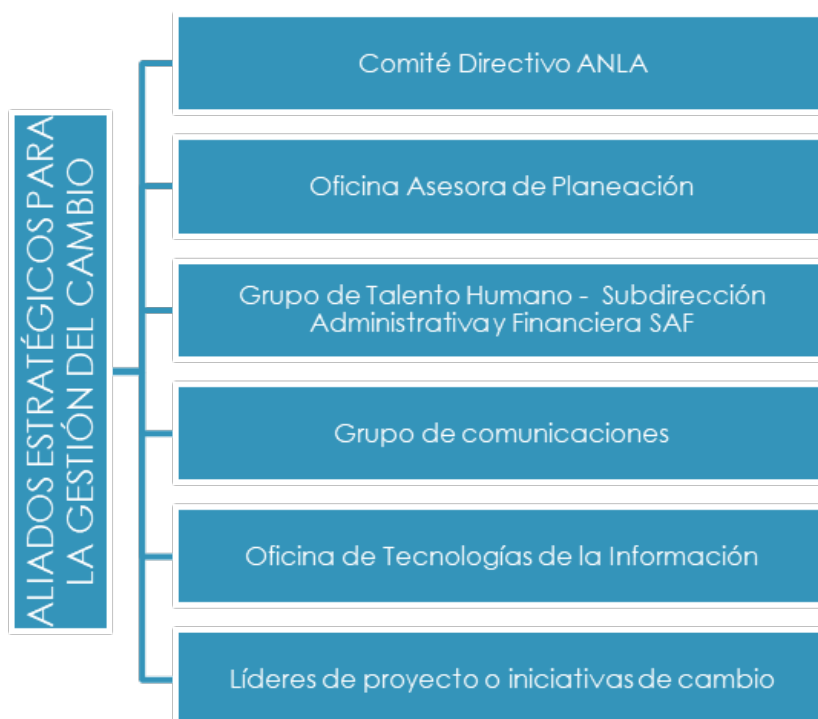 ALIADOS ESTRATÉGICOS PARA
LA GESTIÓN DEL CAMBIO
Comité Directivo ANLA
Oficina Asesora de Planeación
Grupo de Talento Humano - Subdirección
Administrativa y Financiera SAF
Grupo de comunicaciones
Oficina de Tecnologías de la Información
Líderes de proyecto o iniciativas de cambio